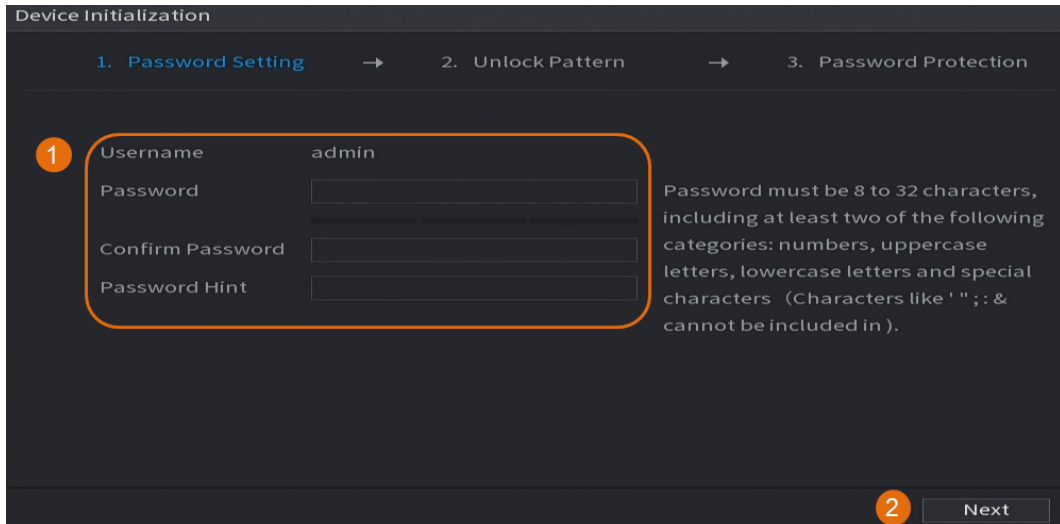 Device Initialization
1. Password Setting → 2. Unlock Pattern → 3. Password Protection
1
Username admin
Password
Confirm Password
Password Hint
Password must be 8 to 32 characters,
including at least two of the following
categories: numbers, uppercase
letters, lowercase letters and special
characters (Characters like ' " ; : &
cannot be included in ).
2
Next